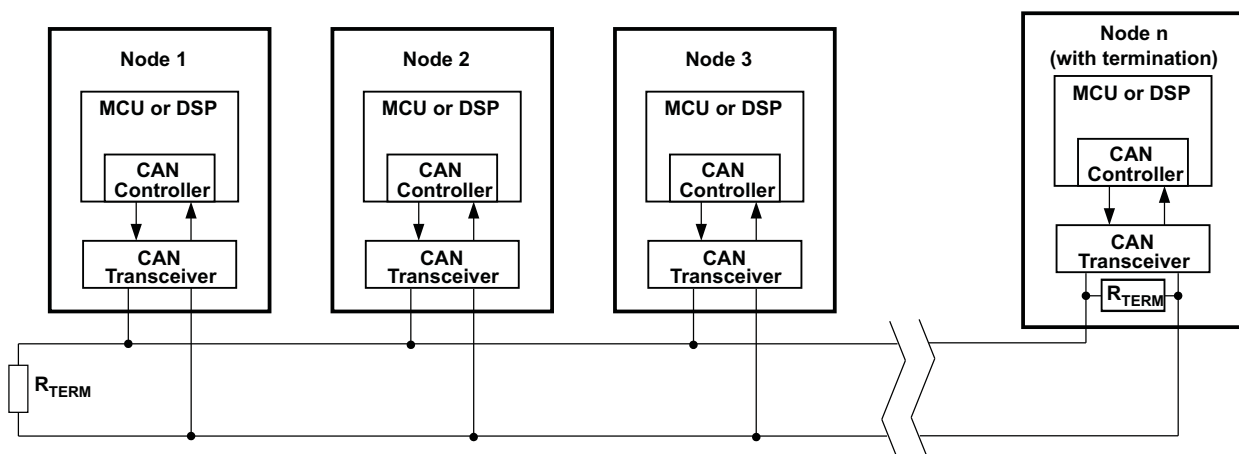 Node 1
MCU or DSP
CAN
Controller
CAN
Transceiver
Node 2
MCU or DSP
CAN
Controller
CAN
Transceiver
Node 3
MCU or DSP
CAN
Controller
CAN
Transceiver
Node n
(with termination)
MCU or DSP
CAN
Controller
CAN
Transceiver
RTERM
RTERM